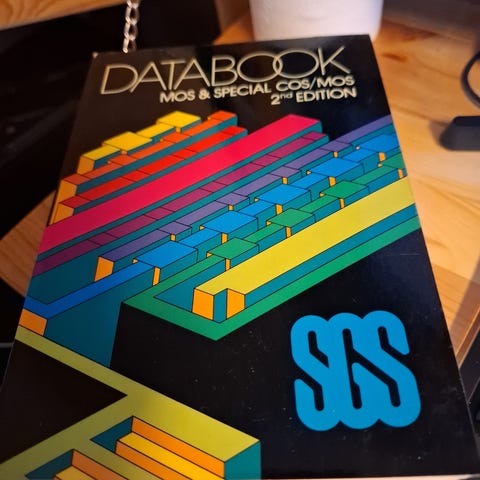 DATABOOK
MOS & SPECIAL COS/MOS
2nd EDITION
SGS